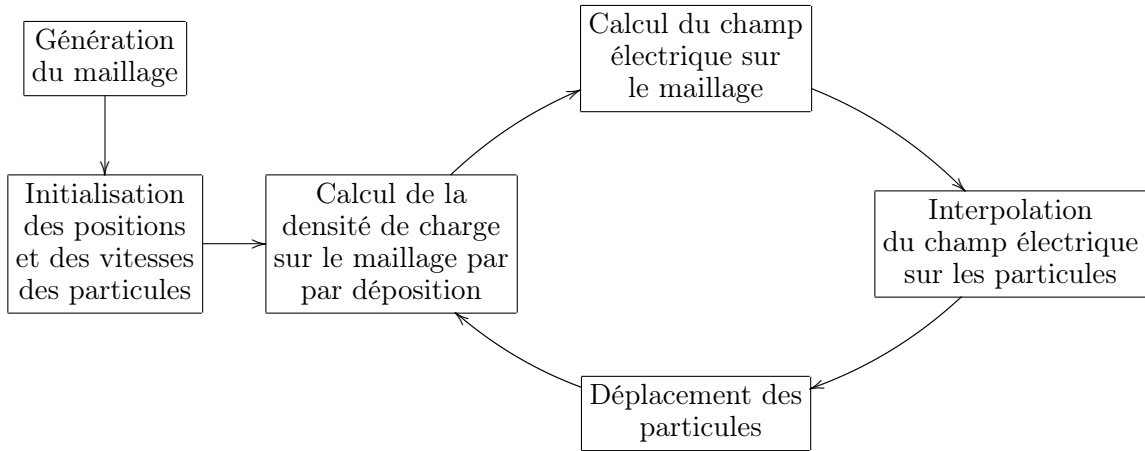 Génération
du maillage
Initialisation
des positions
et des vitesses
des particules
Calcul de la
densité de charge
sur le maillage par
par déposition
Calcul du champ
électrique sur
le maillage
Interpolation
du champ électrique
sur les particules
Déplacement des
particules